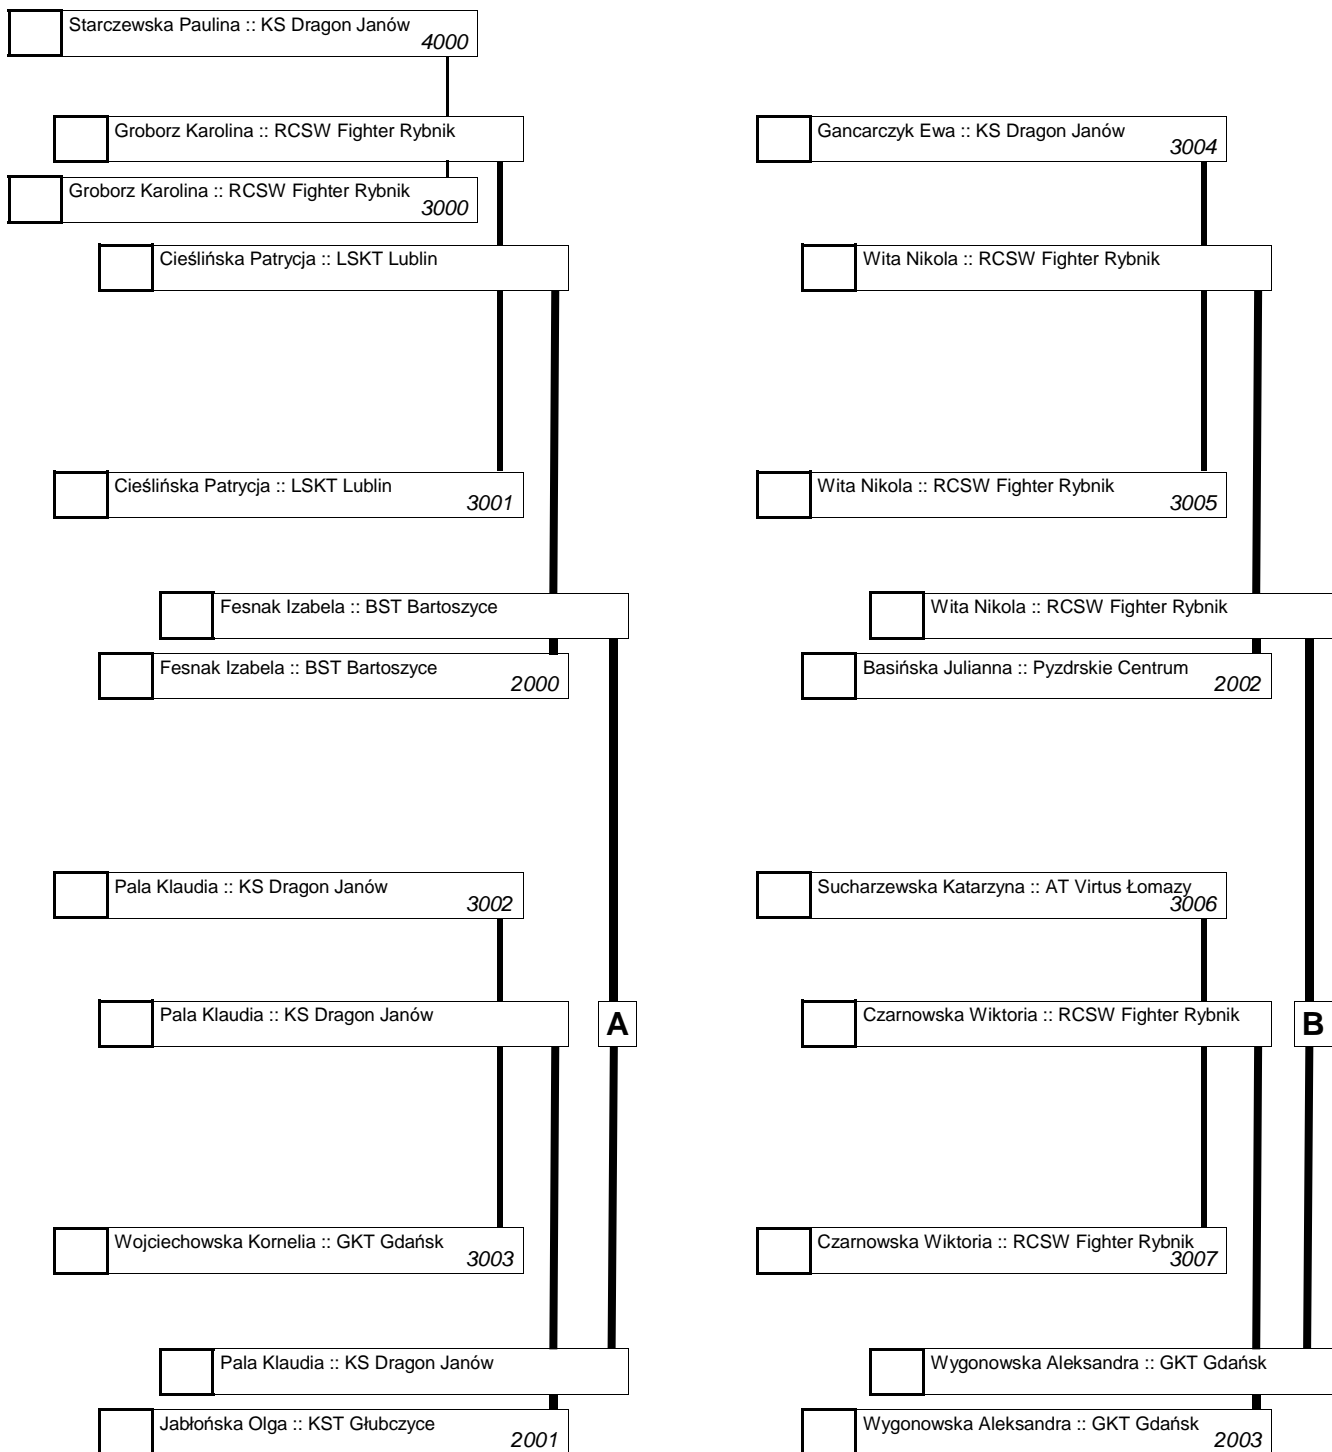 Starczewska Paulina :: KS Dragon Janów
4000
Groborz Karolina :: RCSW Fighter Rybnik
Groborz Karolina :: RCSW Fighter Rybnik
3000
Cieślińska Patrycja :: LSKT Lublin
Cieślińska Patrycja :: LSKT Lublin
3001
Fesnak Izabela :: BST Bartoszyce
Fesnak Izabela :: BST Bartoszyce
2000
Pala Klaudia :: KS Dragon Janów
3002
Pala Klaudia :: KS Dragon Janów
A
Wojciechowska Kornelia :: GKT Gdańsk
3003
Pala Klaudia :: KS Dragon Janów
Jabłońska Olga :: KST Głubczyce
2001
Gancarczyk Ewa :: KS Dragon Janów
3004
Wita Nikola :: RCSW Fighter Rybnik
Wita Nikola :: RCSW Fighter Rybnik
3005
Wita Nikola :: RCSW Fighter Rybnik
Basińska Julianna :: Pyzdrskie Centrum
2002
Sucharzewska Katarzyna :: AT Virtus Łomazy
3006
Czarnowska Wiktoria :: RCSW Fighter Rybnik
B
Czarnowska Wiktoria :: RCSW Fighter Rybnik
3007
Wygonowska Aleksandra :: GKT Gdańsk
Wygonowska Aleksandra :: GKT Gdańsk
2003